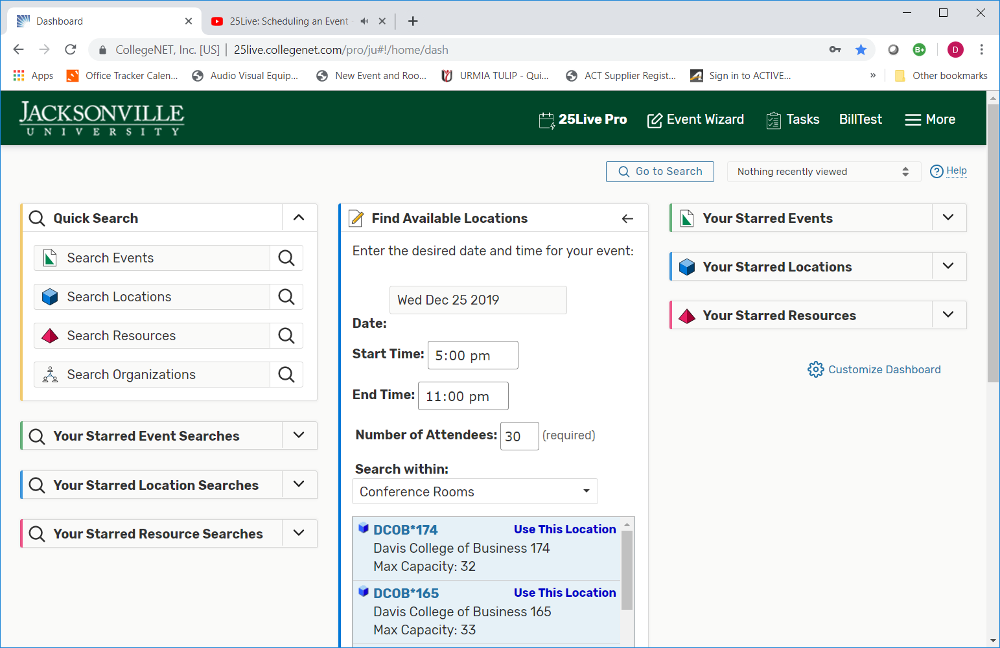 Dashboard
25Live: Scheduling an Event
CollegeNET, Inc. [US] | 25live.collegenet.com/pro/ju#!/home/dash
B+
D
Apps
Office Tracker Calen...
Audio Visual Equip...
New Event and Roo...
URMIA TULIP - Qui...
ACT Supplier Regist...
Sign in to ACTIVE...
»
Other bookmarks
JACKSONVILLE
UNIVERSITY
25Live Pro
Event Wizard
Tasks
BillTest
More
Go to Search
Nothing recently viewed
? Help
Quick Search
Search Events
Search Locations
Search Resources
Search Organizations
Your Starred Event Searches
Your Starred Location Searches
Your Starred Resource Searches
Find Available Locations
Enter the desired date and time for your event:
Wed Dec 25 2019
Date:
Start Time: 5:00 pm
End Time: 11:00 pm
Number of Attendees: 30 (required)
Search within:
Conference Rooms
DCOB*174 Use This Location
Davis College of Business 174
Max Capacity: 32
DCOB*165 Use This Location
Davis College of Business 165
Max Capacity: 33
Your Starred Events
Your Starred Locations
Your Starred Resources
Customize Dashboard